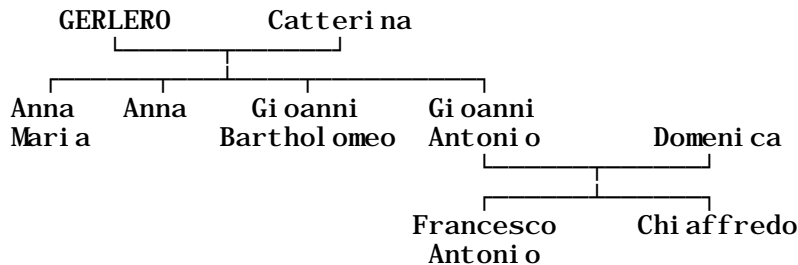 GERLERO Catterina
Anna Anna Gioanni Gioanni
Maria Bartholomeo Antonio Domenica
Francesco Chiaffredo
Antonio